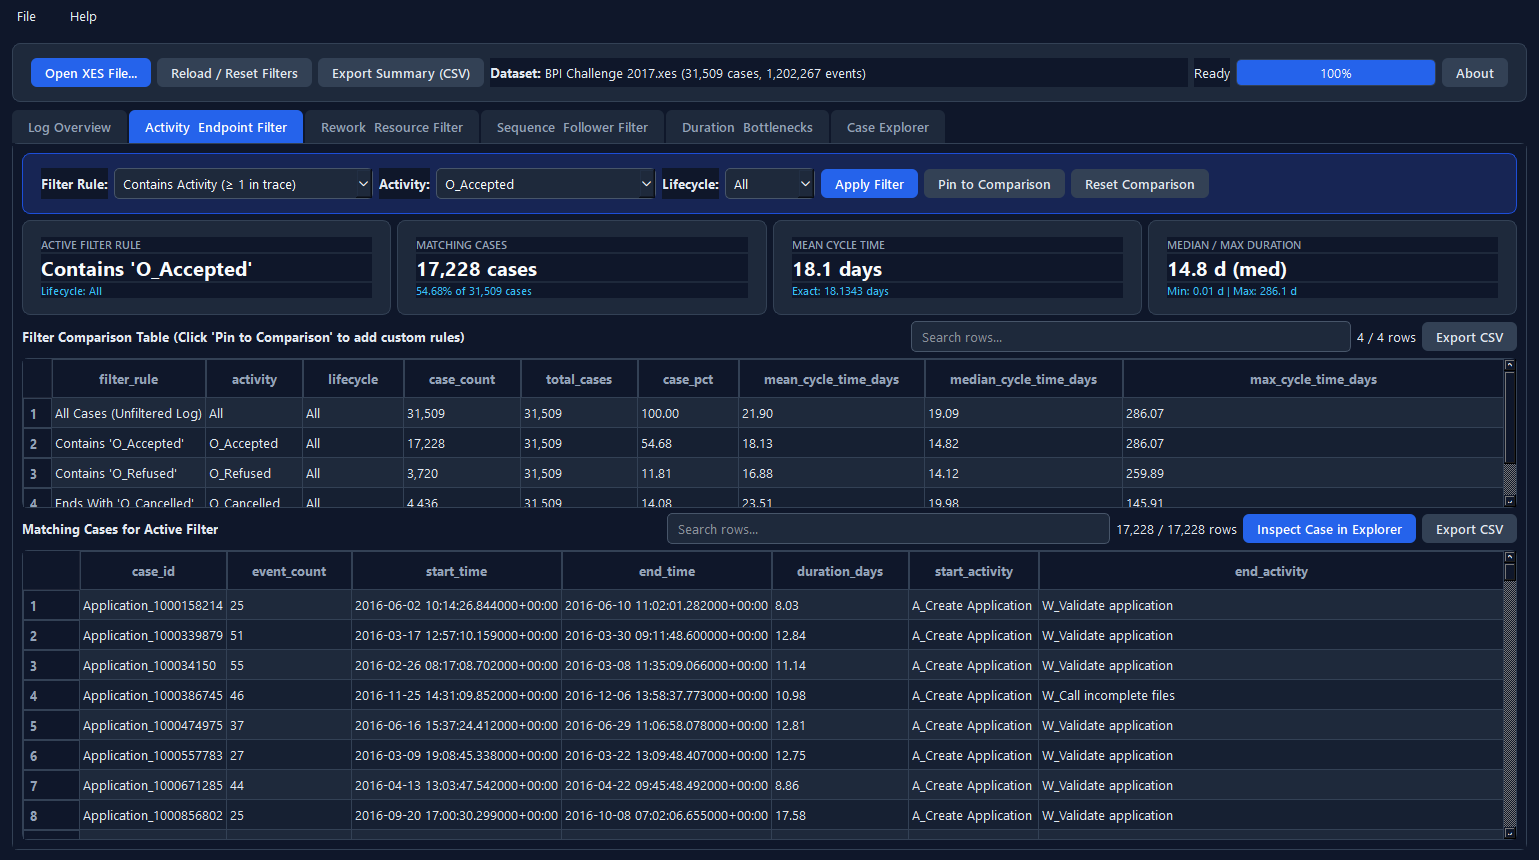 File Help
Open XES File... Reload / Reset Filters Export Summary (CSV) Dataset: BPI Challenge 2017.xes (31,509 cases, 1,202,267 events) Ready 100% About
Log Overview Activity Endpoint Filter Rework Resource Filter Sequence Follower Filter Duration Bottlenecks Case Explorer
Filter Rule: Contains Activity (≥ 1 in trace) Activity: O_Accepted Lifecycle: All Apply Filter Pin to Comparison Reset Comparison
ACTIVE FILTER RULE MATCHING CASES MEAN CYCLE TIME MEDIAN / MAX DURATION
Contains 'O_Accepted' 17,228 cases 18.1 days 14.8 d (med)
Lifecycle: All 54.68% of 31,509 cases Exact: 18.1343 days Min: 0.01 d | Max: 286.1 d
Filter Comparison Table (Click 'Pin to Comparison' to add custom rules) Search rows... 4 / 4 rows Export CSV
filter_rule activity lifecycle case_count total_cases case_pct mean_cycle_time_days median_cycle_time_days max_cycle_time_days
1 All Cases (Unfiltered Log) All All 31,509 31,509 100.00 21.90 19.09 286.07
2 Contains 'O_Accepted' O_Accepted All 17,228 31,509 54.68 18.13 14.82 286.07
3 Contains 'O_Refused' O_Refused All 3,720 31,509 11.81 16.88 14.12 259.89
4 Ends With 'O_Cancelled' O_Cancelled All 4,436 31,509 14.08 23.51 19.98 145.91
Matching Cases for Active Filter Search rows... 17,228 / 17,228 rows Inspect Case in Explorer Export CSV
case_id event_count start_time end_time duration_days start_activity end_activity
1 Application_1000158214 25 2016-06-02 10:14:26.844000+00:00 2016-06-10 11:02:01.282000+00:00 8.03 A_Create Application W_Validate application
2 Application_1000339879 51 2016-03-17 12:57:10.159000+00:00 2016-03-30 09:11:48.600000+00:00 12.84 A_Create Application W_Validate application
3 Application_100034150 55 2016-02-26 08:17:08.702000+00:00 2016-03-08 11:35:09.066000+00:00 11.14 A_Create Application W_Validate application
4 Application_1000386745 46 2016-11-25 14:31:09.852000+00:00 2016-12-06 13:58:37.773000+00:00 10.98 A_Create Application W_Call incomplete files
5 Application_1000474975 37 2016-06-16 15:37:24.412000+00:00 2016-06-29 11:06:58.078000+00:00 12.81 A_Create Application W_Validate application
6 Application_1000557783 27 2016-03-09 19:08:45.338000+00:00 2016-03-22 13:09:48.407000+00:00 12.75 A_Create Application W_Validate application
7 Application_1000671285 44 2016-04-13 13:03:47.542000+00:00 2016-04-22 09:45:48.492000+00:00 8.86 A_Create Application W_Validate application
8 Application_1000856802 25 2016-09-20 17:00:30.299000+00:00 2016-10-08 07:02:06.655000+00:00 17.58 A_Create Application W_Validate application